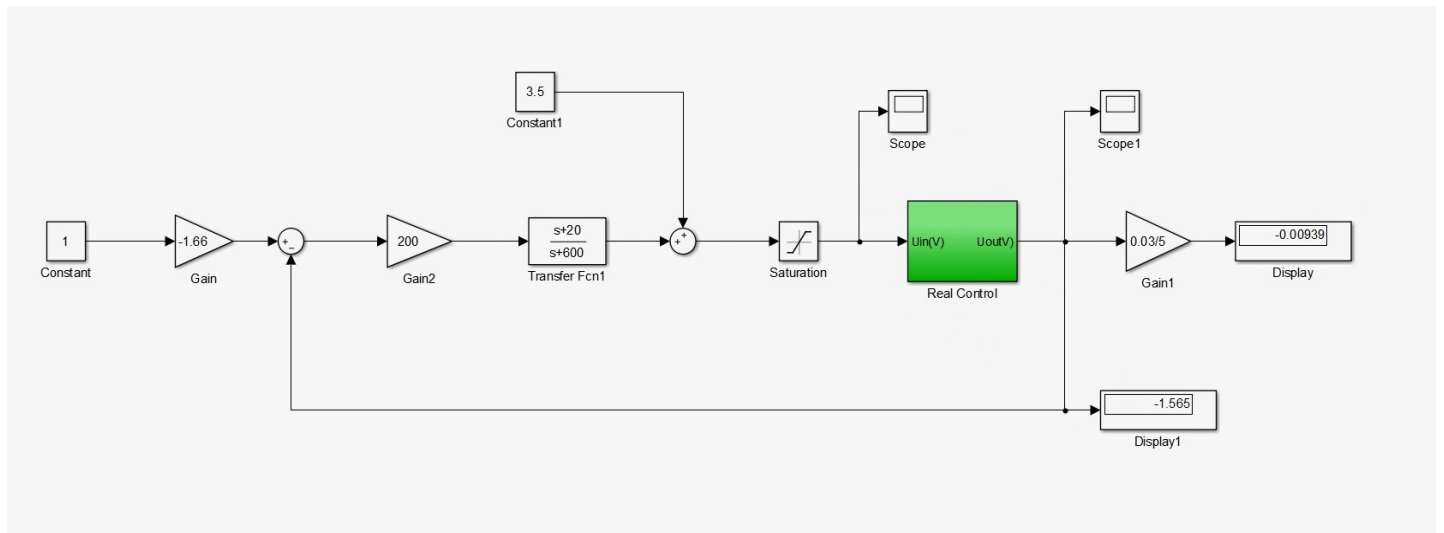 3.5
Constant1
Scope
Scope1
1
Constant
-1.66
Gain
+
−
200
Gain2
s+20
s+600
Transfer Fcn1
+
+
Saturation
Uin(V)
UoutV)
Real Control
0.03/5
Gain1
-0.00939
Display
-1.565
Display1